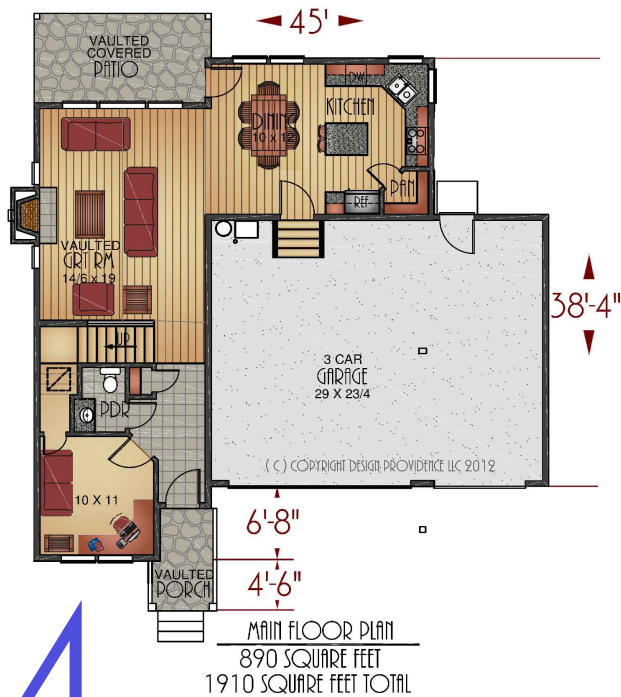 45'
VAULTED
COVERED
PATIO
DW
KITCHEN
DINING
10 x 12
PAN
REF
VAULTED
GRT RM
14/6 x 19
38'-4"
UP
3 CAR
GARAGE
29 X 23/4
PDR
( C ) COPYRIGHT DESIGN PROVIDENCE LLC 2012
10 X 11
6'-8"
VAULTED
PORCH
4'-6"
MAIN FLOOR PLAN
890 SQUARE FEET
1910 SQUARE FEET TOTAL